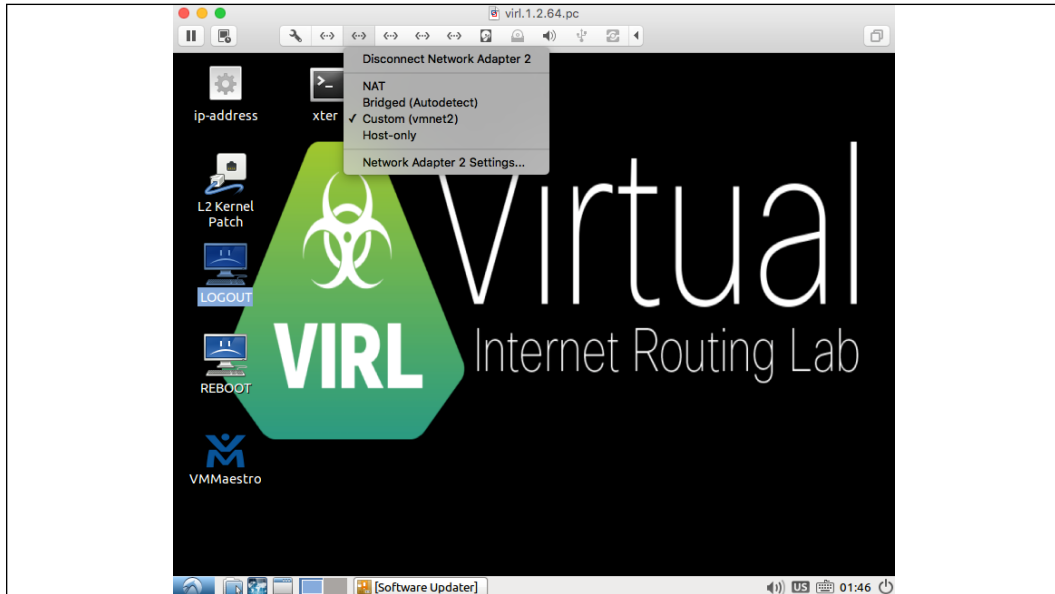 virl.1.2.64.pc
Disconnect Network Adapter 2
NAT
Bridged (Autodetect)
✓ Custom (vmnet2)
Host-only
Network Adapter 2 Settings...
ip-address
xter
L2 Kernel
Patch
LOGOUT
REBOOT
VMMaestro
VIRL
Virtual
Internet Routing Lab
[Software Updater]
US
01:46